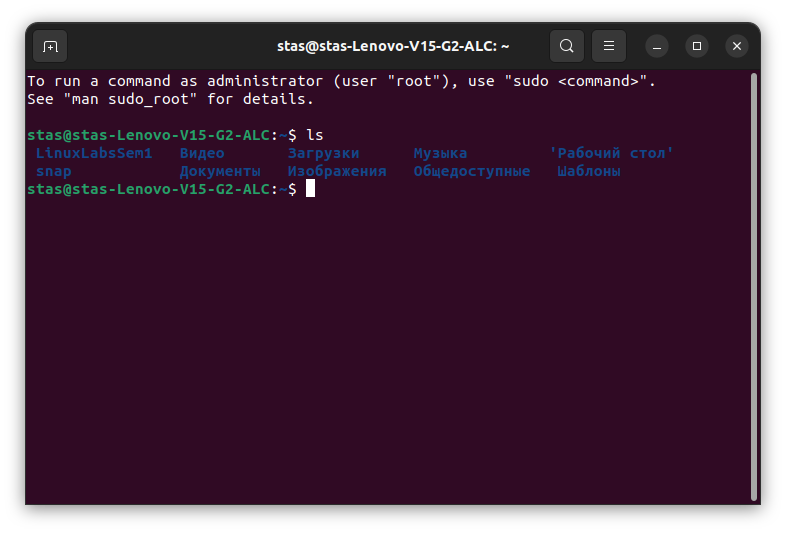 stas@stas-Lenovo-V15-G2-ALC: ~
To run a command as administrator (user "root"), use "sudo <command>".
See "man sudo_root" for details.
stas@stas-Lenovo-V15-G2-ALC:~$ ls
LinuxLabsSem1 Видео Загрузки Музыка 'Рабочий стол'
snap Документы Изображения Общедоступные Шаблоны
stas@stas-Lenovo-V15-G2-ALC:~$